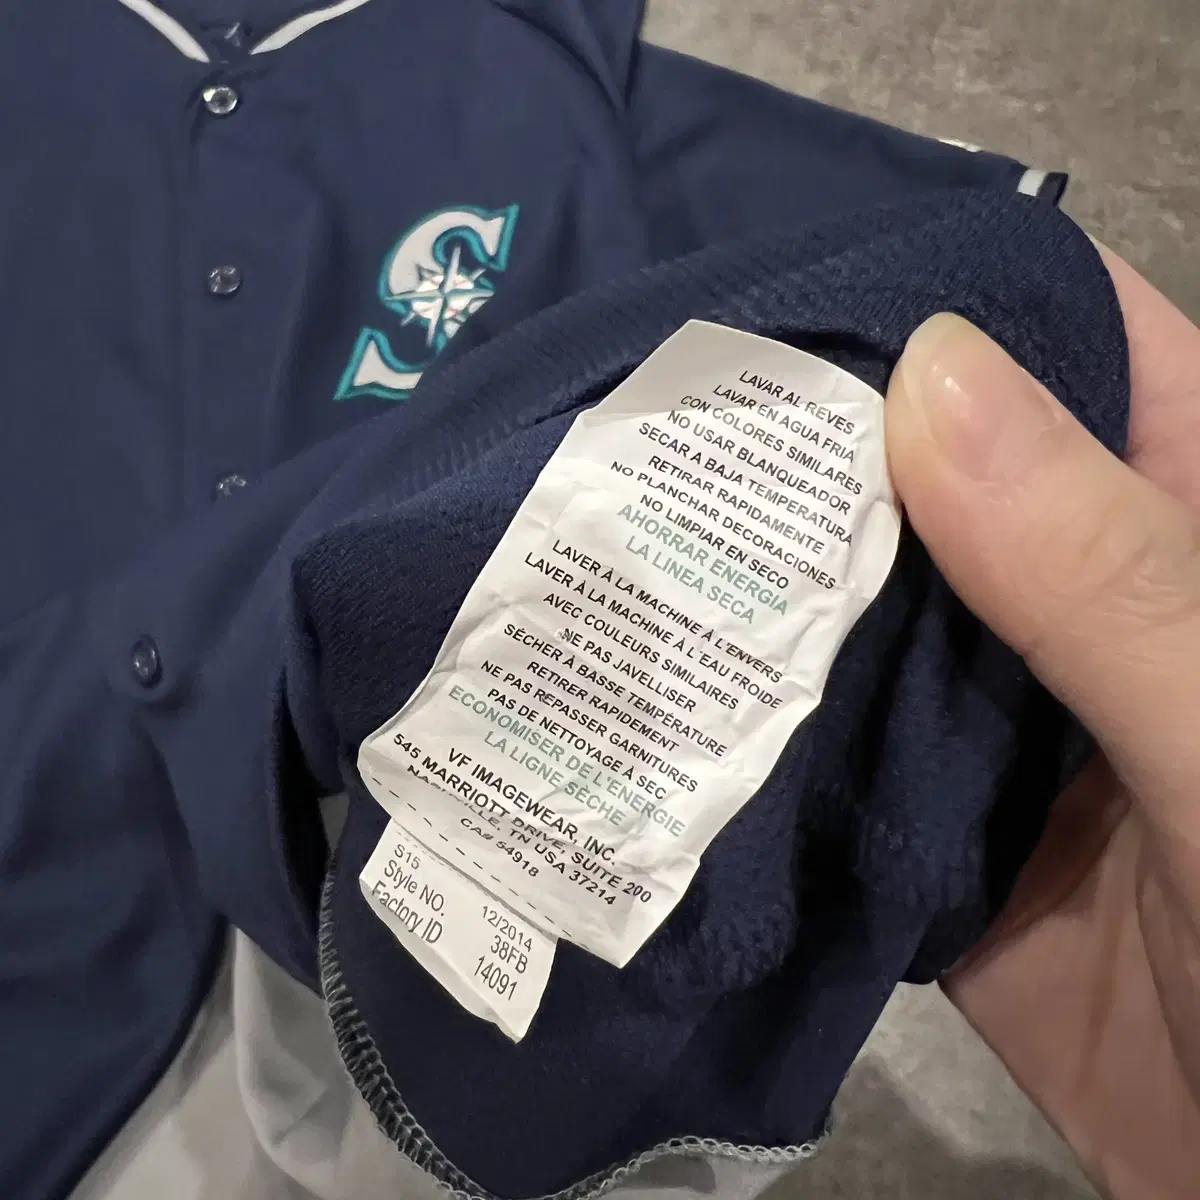 S
LAVAR AL REVES
LAVAR EN AGUA FRIA
CON COLORES SIMILARES
NO USAR BLANQUEADOR
SECAR A BAJA TEMPERATURA
RETIRAR RAPIDAMENTE
NO PLANCHAR DECORACIONES
NO LIMPIAR EN SECO
AHORRAR ENERGIA
LA LINEA SECA
LAVER À LA MACHINE À L'ENVERS
LAVER À LA MACHINE À L'EAU FROIDE
AVEC COULEURS SIMILAIRES
NE PAS JAVELLISER
SÉCHER À BASSE TEMPÉRATURE
RETIRER RAPIDEMENT
NE PAS REPASSER GARNITURES
PAS DE NETTOYAGE À SEC
ECONOMISER DE L'ENERGIE
LA LIGNE SÈCHE
VF IMAGEWEAR, INC.
545 MARRIOTT DRIVE, SUITE 200
NASHVILLE, TN USA 37214
CA# 54918
S15 12/2014
Style NO. 38FB
Factory ID 14091